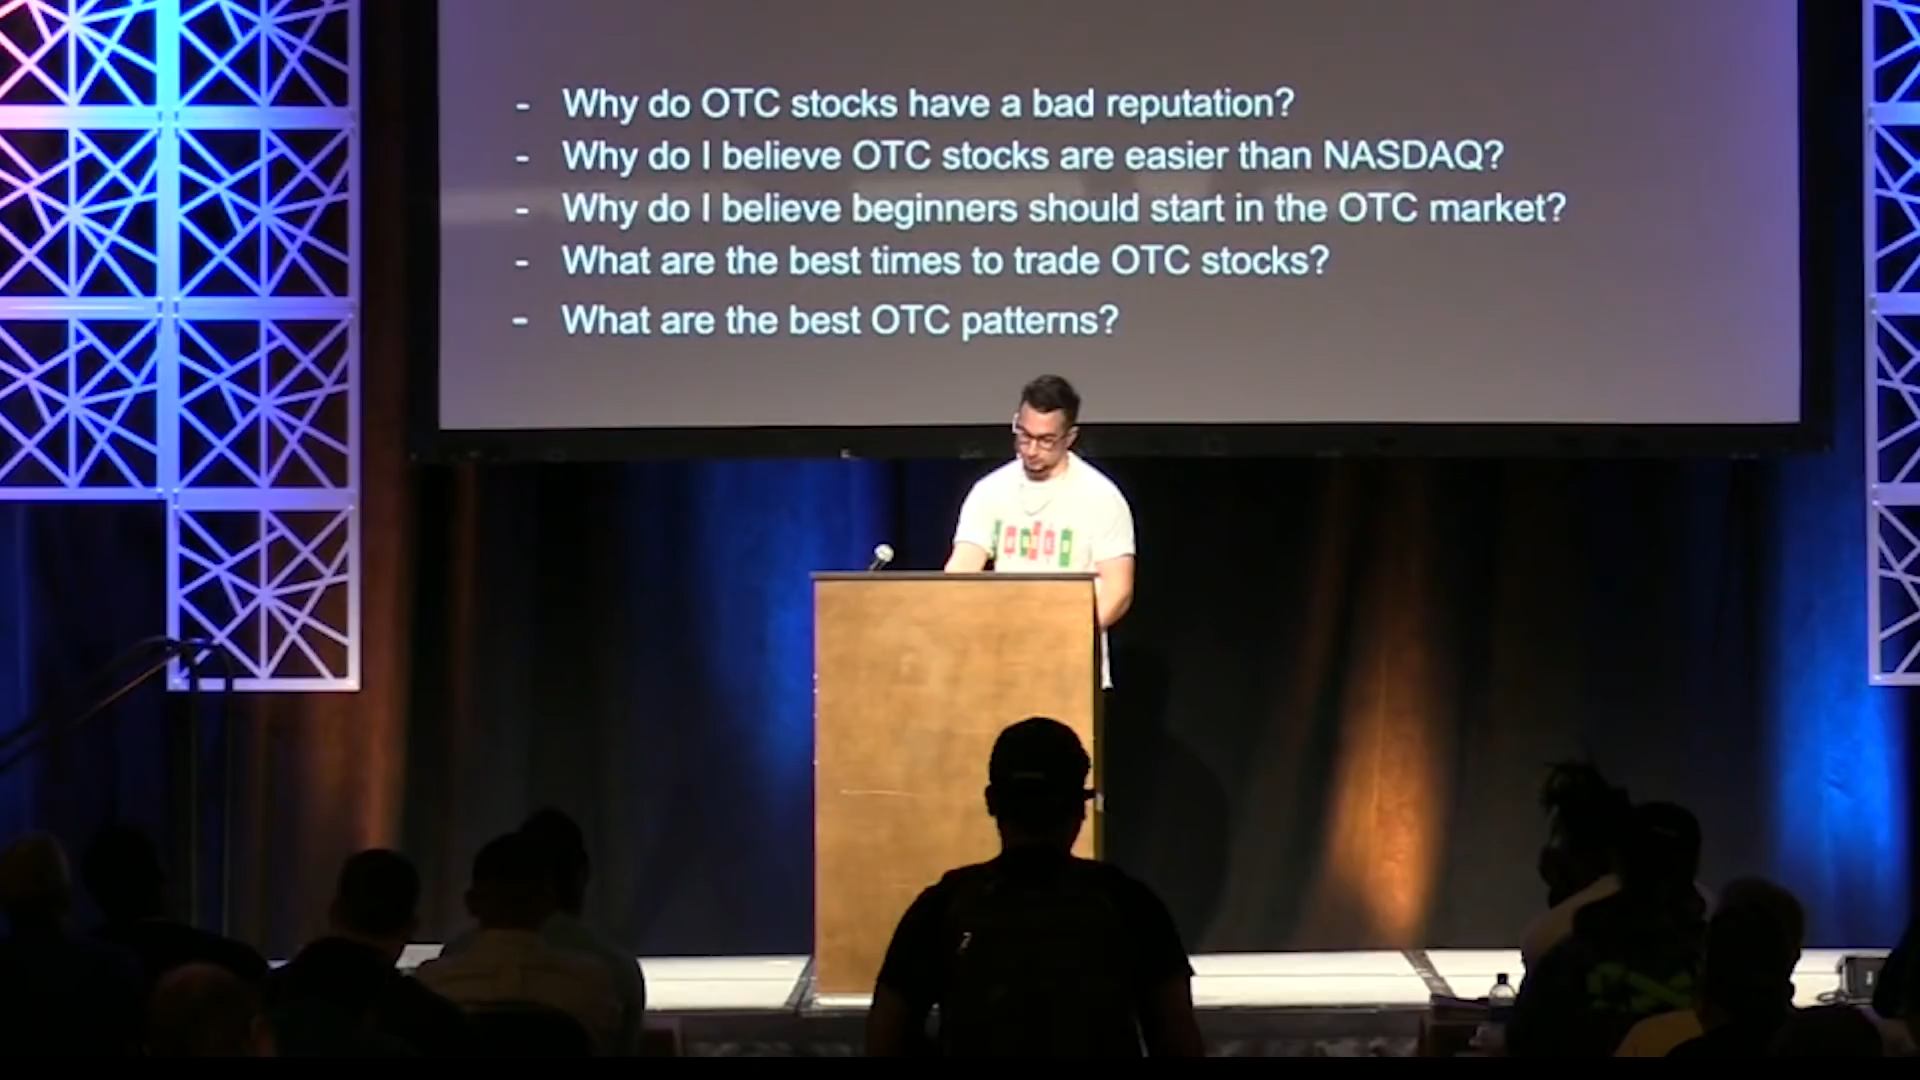 - Why do OTC stocks have a bad reputation?
- Why do I believe OTC stocks are easier than NASDAQ?
- Why do I believe beginners should start in the OTC market?
- What are the best times to trade OTC stocks?
- What are the best OTC patterns?